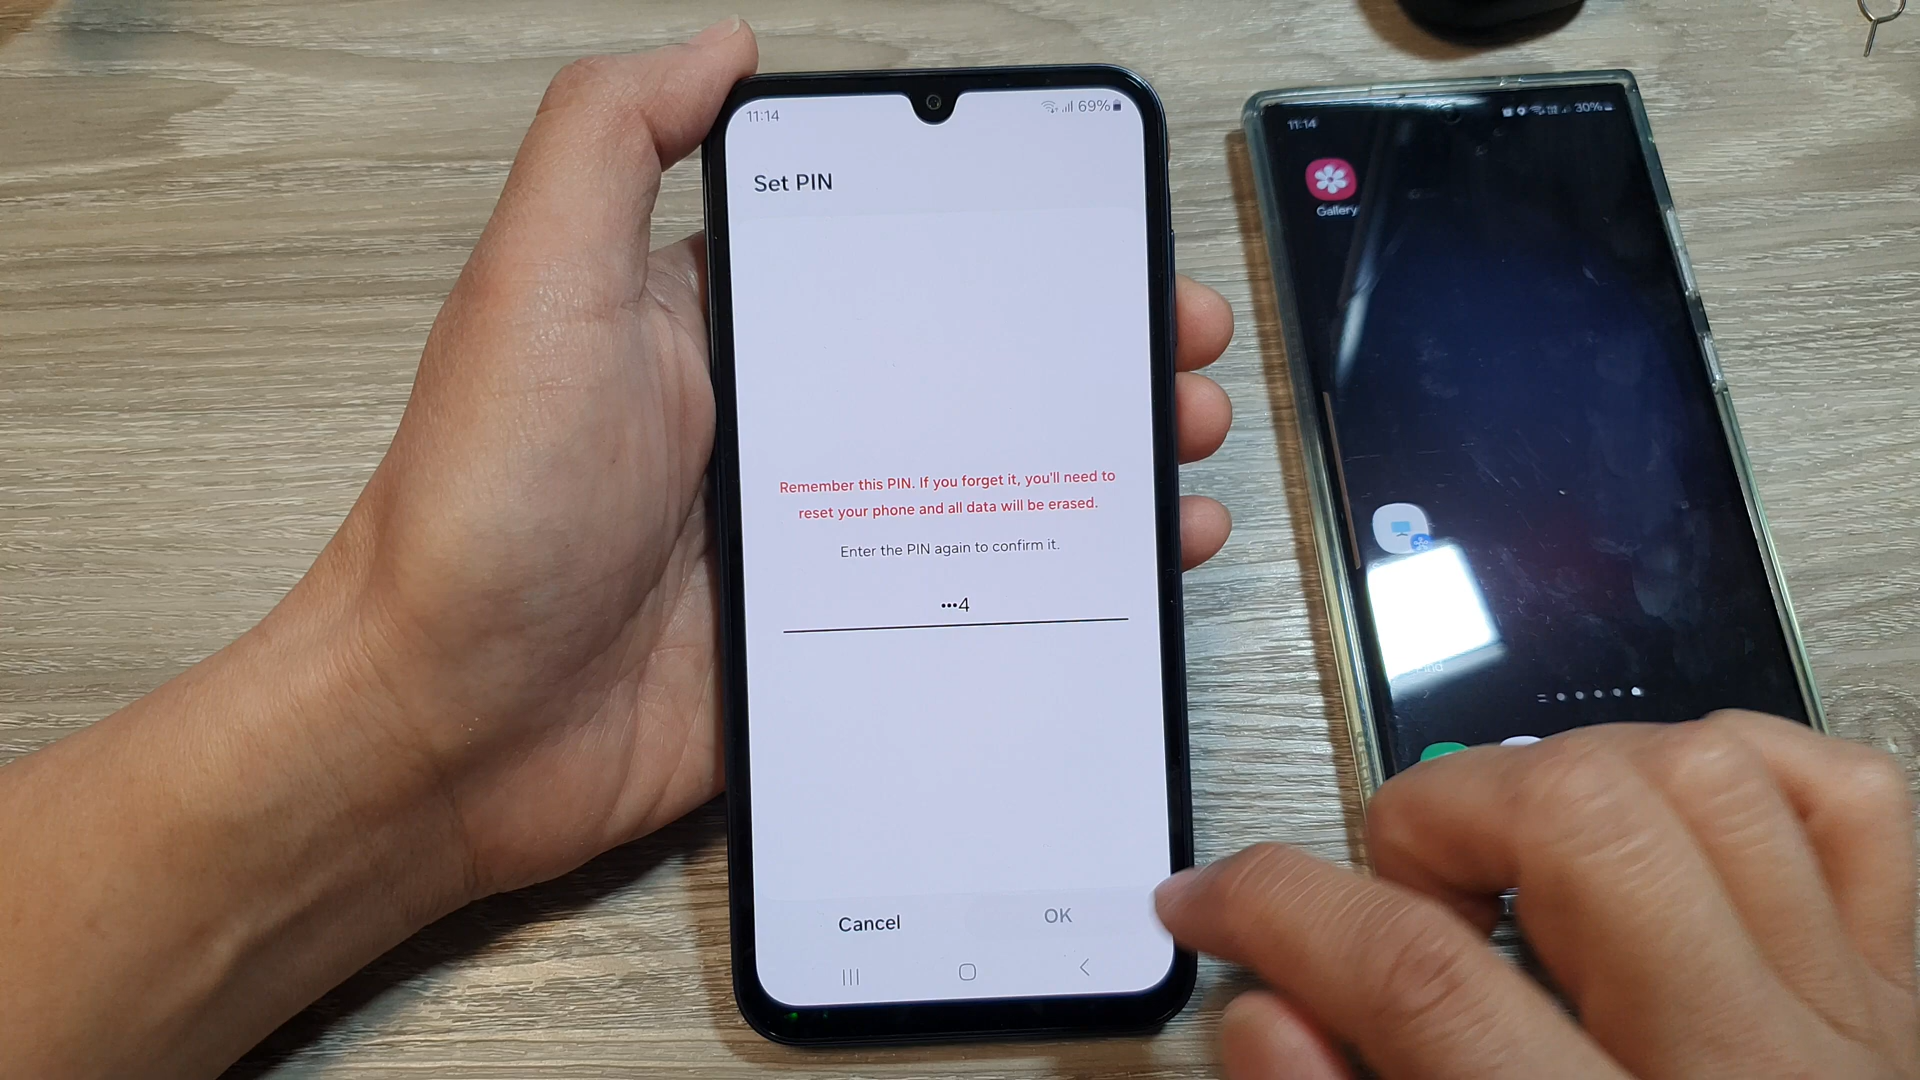 11:14
69%
Set PIN
Remember this PIN. If you forget it, you'll need to
reset your phone and all data will be erased.
Enter the PIN again to confirm it.
•••4
Cancel
OK
11:14
30%
Gallery